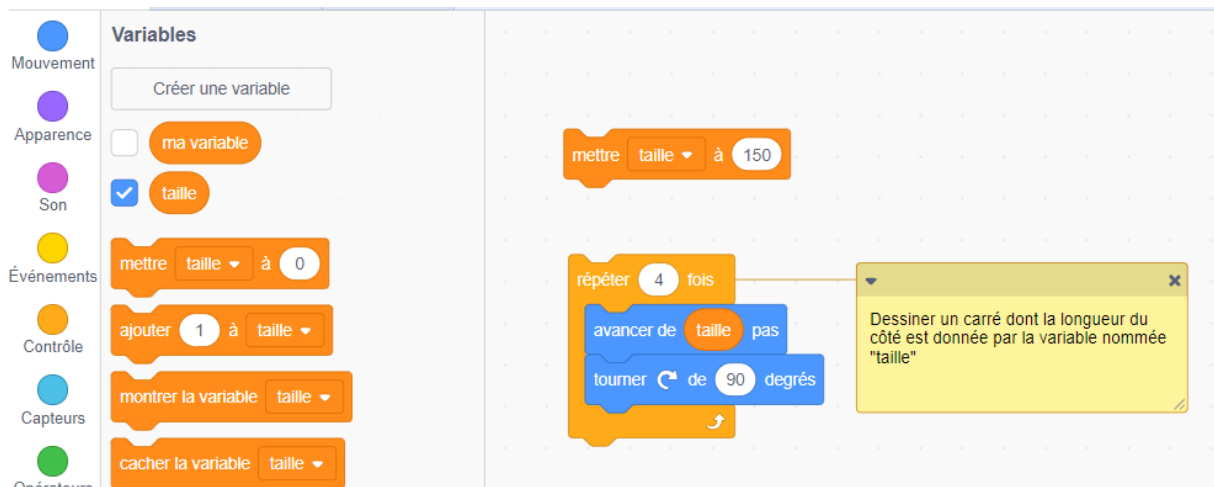 Mouvement
Apparence
Son
Événements
Contrôle
Capteurs
Opérateurs
Variables
Créer une variable
ma variable
taille
mettre taille à 0
ajouter 1 à taille
montrer la variable taille
cacher la variable taille
mettre taille à 150
répéter 4 fois
avancer de taille pas
tourner de 90 degrés
Dessiner un carré dont la longueur du
côté est donnée par la variable nommée
"taille"